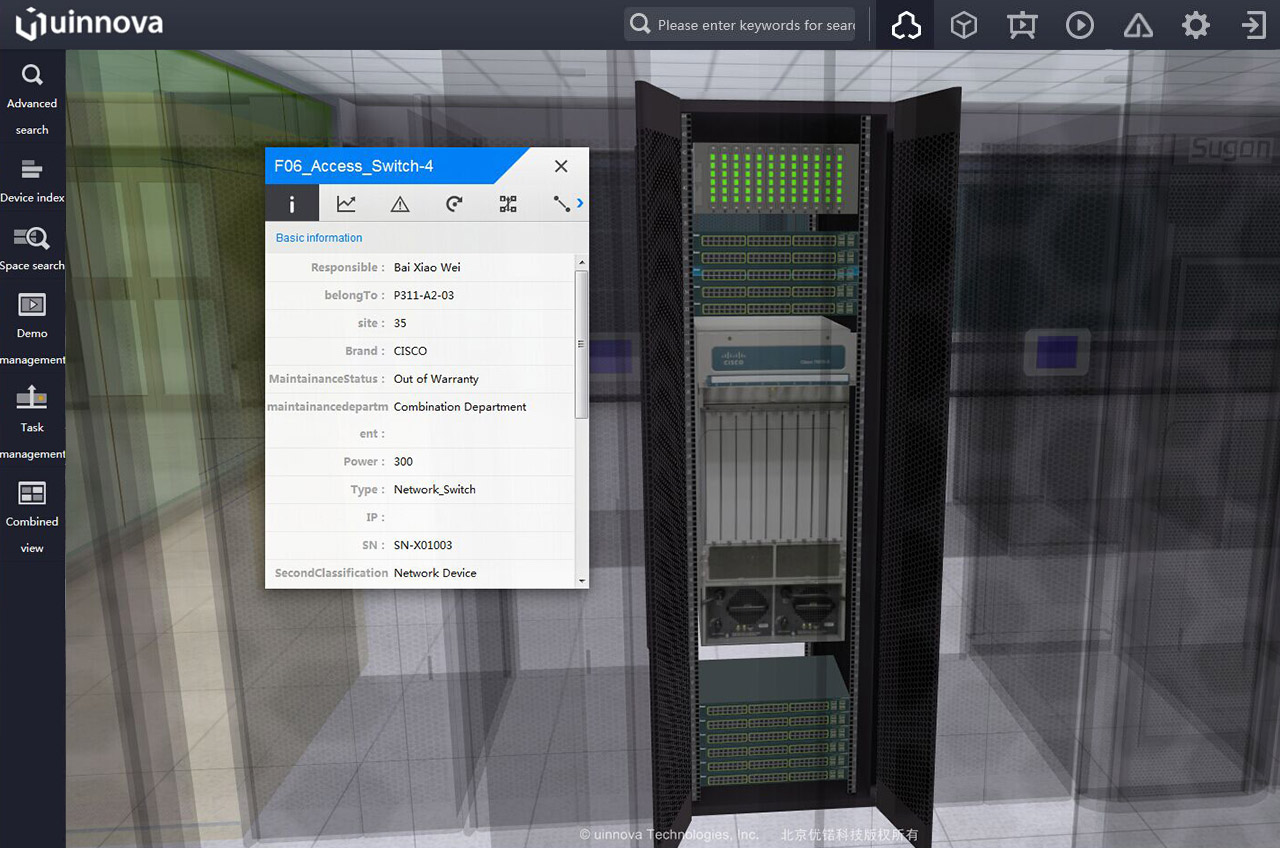 uinnova
Please enter keywords for sear
Advanced
search
Device index
Space search
Demo
management
Task
management
Combined
view
F06_Access_Switch-4
Basic information
Responsible : Bai Xiao Wei
belongTo : P311-A2-03
site : 35
Brand : CISCO
MaintainanceStatus : Out of Warranty
maintainancedepartm Combination Department
ent :
Power : 300
Type : Network_Switch
IP :
SN : SN-X01003
SecondClassification Network Device
Sugon
CISCO
© uinnova Technologies, Inc. 北京优锘科技版权所有